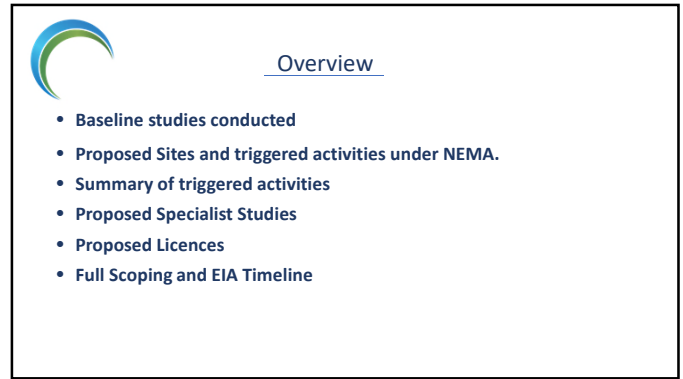 Overview
• Baseline studies conducted
• Proposed Sites and triggered activities under NEMA.
• Summary of triggered activities
• Proposed Specialist Studies
• Proposed Licences
• Full Scoping and EIA Timeline